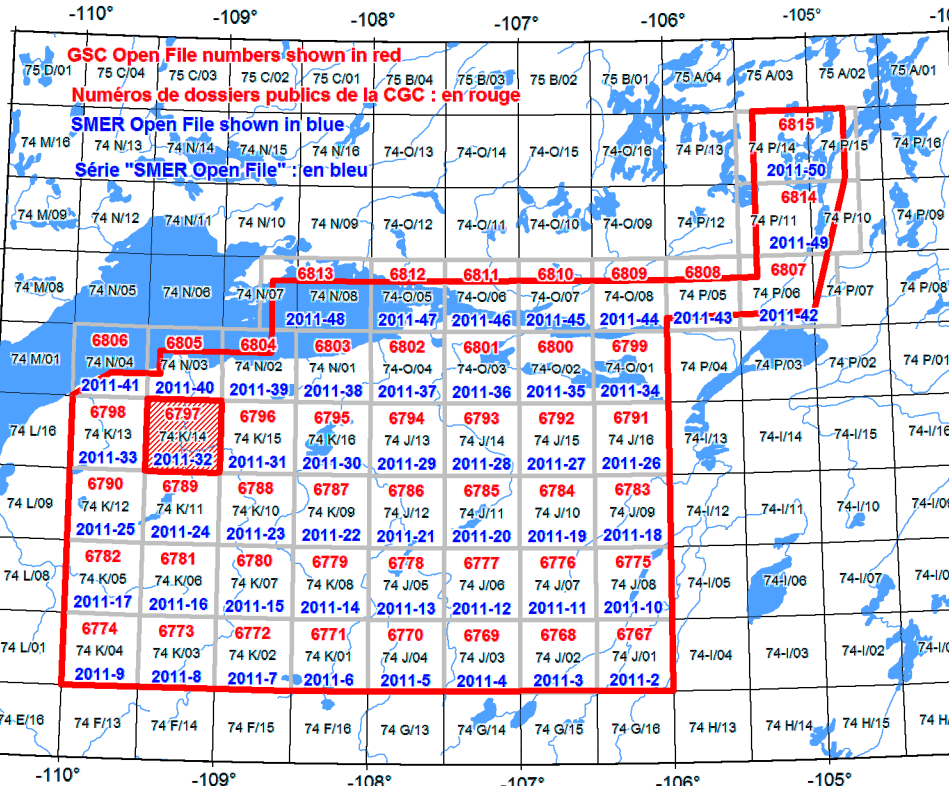 -110° -109° -108° -107° -106° -105° -10
GSC Open File numbers shown in red
75 D/01 75 C/04 75 C/03 75 C/02 75 C/01 75 B/04 75 B/03 75 B/02 75 B/01 75 A/04 75 A/03 75 A/02 75 A/01
Numéros de dossiers publics de la CGC : en rouge
SMER Open File shown in blue
6815
74 M/16 74 N/13 74 N/14 74 N/15 74 N/16 74-O/13 74-O/14 74-O/15 74-O/16 74 P/13 74 P/14 74 P/15 74 P/16
Série "SMER Open File" : en bleu
2011-50
6814
74 M/09 74 N/12 74 N/11 74 N/10 74 N/09 74-O/12 74-O/11 74-O/10 74-O/09 74 P/12 74 P/11 74 P/10 74 P/09
2011-49
6813 6812 6811 6810 6809 6808 6807
74 M/08 74 N/05 74 N/06 74 N/07 74 N/08 74-O/05 74-O/06 74-O/07 74-O/08 74 P/05 74 P/06 74 P/07 74 P/08
2011-48 2011-47 2011-46 2011-45 2011-44 2011-43 2011-42
6806 6805 6804 6803 6802 6801 6800 6799
74 M/01 74 N/04 74 N/03 74 N/02 74 N/01 74-O/04 74-O/03 74-O/02 74-O/01 74 P/04 74 P/03 74 P/02 74 P/01
2011-41 2011-40 2011-39 2011-38 2011-37 2011-36 2011-35 2011-34
6798 6797 6796 6795 6794 6793 6792 6791
74 L/16 74 K/13 74 K/14 74 K/15 74 K/16 74 J/13 74 J/14 74 J/15 74 J/16 74-I/13 74-I/14 74-I/15 74-I/16
2011-33 2011-32 2011-31 2011-30 2011-29 2011-28 2011-27 2011-26
6790 6789 6788 6787 6786 6785 6784 6783
74 L/09 74 K/12 74 K/11 74 K/10 74 K/09 74 J/12 74 J/11 74 J/10 74 J/09 74-I/12 74-I/11 74-I/10 74-I/09
2011-25 2011-24 2011-23 2011-22 2011-21 2011-20 2011-19 2011-18
6782 6781 6780 6779 6778 6777 6776 6775
74 L/08 74 K/05 74 K/06 74 K/07 74 K/08 74 J/05 74 J/06 74 J/07 74 J/08 74-I/05 74-I/06 74-I/07 74-I/0
2011-17 2011-16 2011-15 2011-14 2011-13 2011-12 2011-11 2011-10
6774 6773 6772 6771 6770 6769 6768 6767
74 L/01 74 K/04 74 K/03 74 K/02 74 K/01 74 J/04 74 J/03 74 J/02 74 J/01 74-I/04 74-I/03 74-I/02 74-I/0
2011-9 2011-8 2011-7 2011-6 2011-5 2011-4 2011-3 2011-2
74 E/16 74 F/13 74 F/14 74 F/15 74 F/16 74 G/13 74 G/14 74 G/15 74 G/16 74 H/13 74 H/14 74 H/15 74 H/
-110° -109° -108° -107° -106° -105°